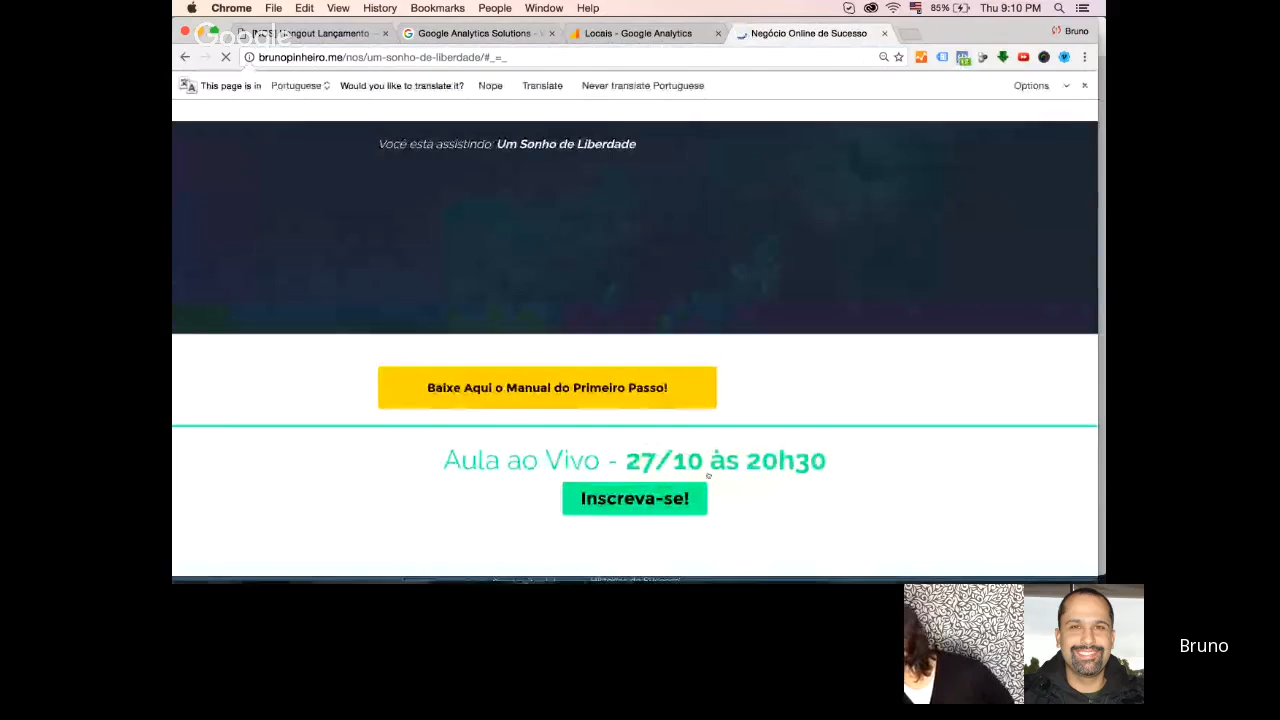 Chrome File Edit View History Bookmarks People Window Help 85% Thu 9:10 PM
Google
Hangout Lançamento × Google Analytics Solutions × Locais - Google Analytics × Negócio Online de Sucesso × Bruno
brunopinheiro.me/nos/um-sonho-de-liberdade/#_=_
This page is in Portuguese Would you like to translate it? Nope Translate Never translate Portuguese Options ×
Você está assistindo: Um Sonho de Liberdade
Baixe Aqui o Manual do Primeiro Passo!
Aula ao Vivo - 27/10 às 20h30
Inscreva-se!
Bruno